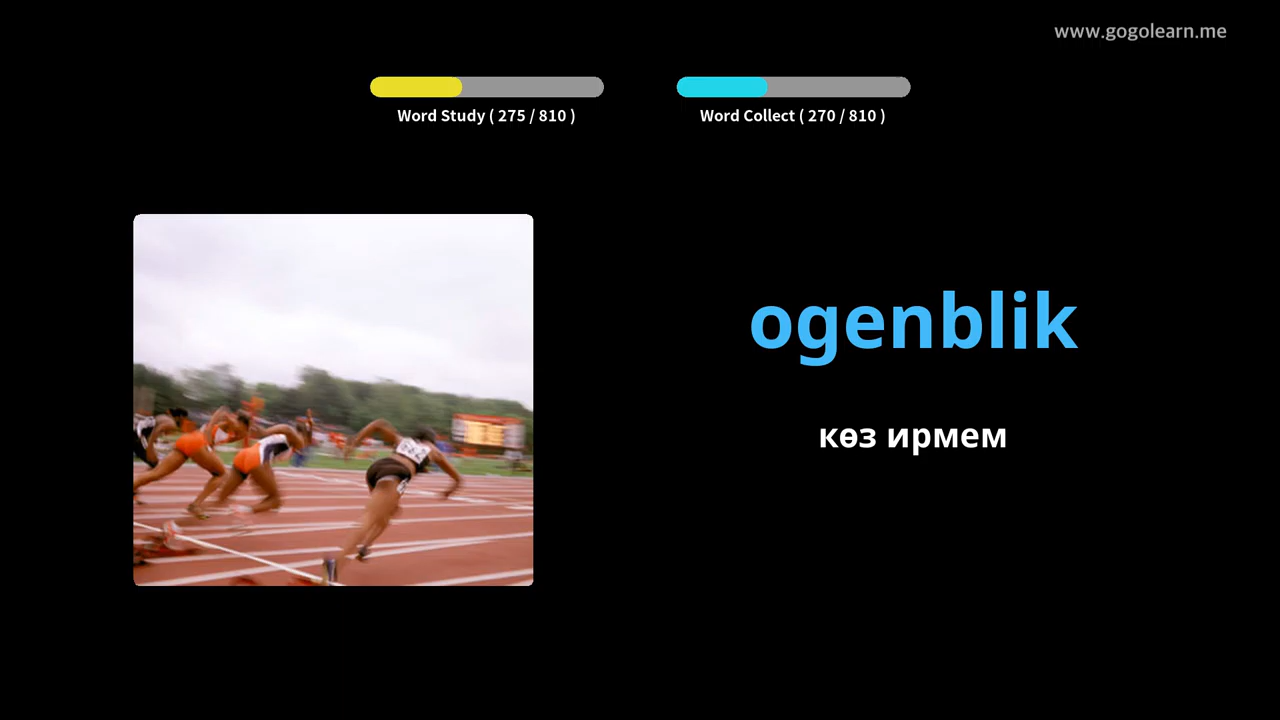 www.gogolearn.me
Word Study ( 275 / 810 )
Word Collect ( 270 / 810 )
ogenblik
көз ирмем